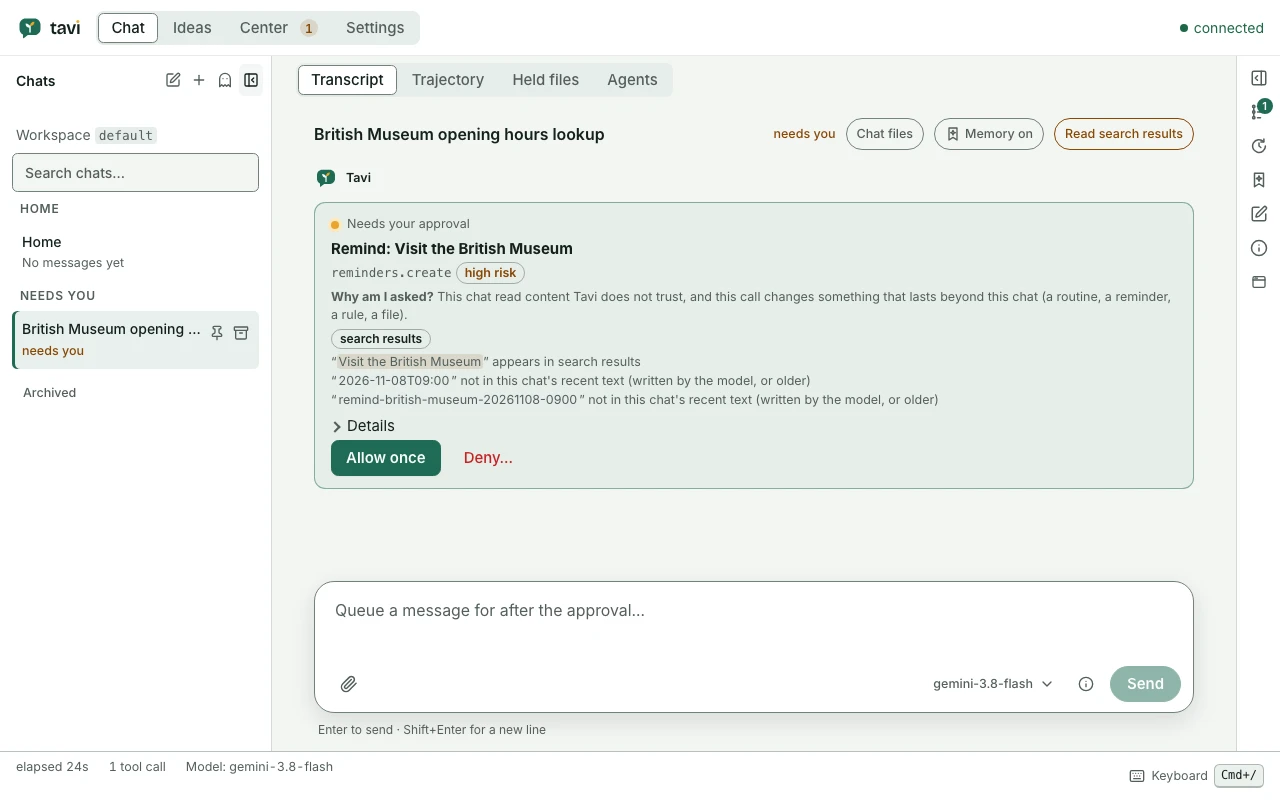 tavi
Chat Ideas Center 1 Settings
connected
Chats
Workspace default
Search chats...
HOME
Home
No messages yet
NEEDS YOU
British Museum opening ...
needs you
Archived
Transcript Trajectory Held files Agents
British Museum opening hours lookup
needs you Chat files Memory on Read search results
1
Tavi
Needs your approval
Remind: Visit the British Museum
reminders.create high risk
Why am I asked? This chat read content Tavi does not trust, and this call changes something that lasts beyond this chat (a routine, a reminder,
a rule, a file).
search results
“Visit the British Museum” appears in search results
“2026-11-08T09:00” not in this chat's recent text (written by the model, or older)
“remind-british-museum-20261108-0900” not in this chat's recent text (written by the model, or older)
Details
Allow once Deny...
Queue a message for after the approval...
gemini-3.8-flash Send
Enter to send · Shift+Enter for a new line
elapsed 24s 1 tool call Model: gemini-3.8-flash
Keyboard Cmd+/